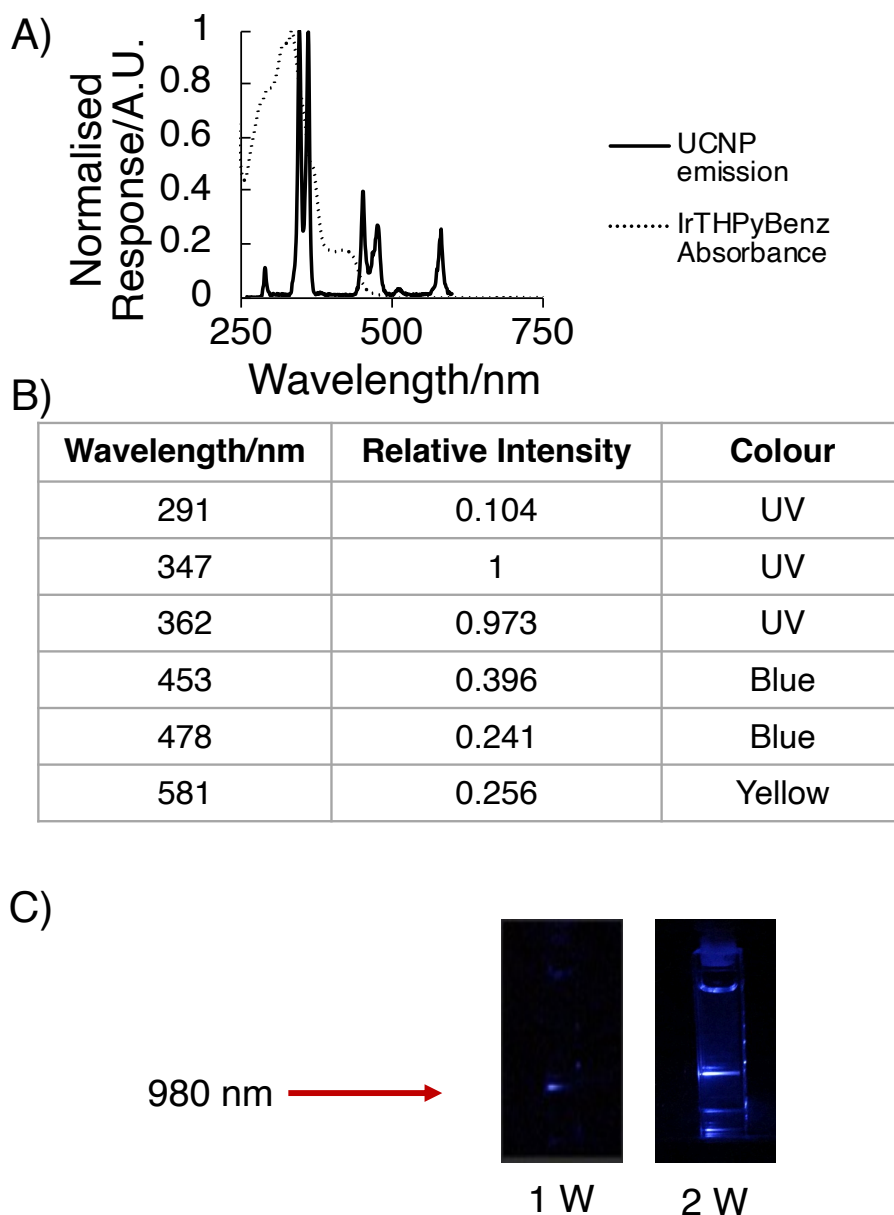 A)
Normalised
Response/A.U.
1
0.8
0.6
0.4
0.2
0
250 500 750
Wavelength/nm
UCNP
emission
IrTHPyBenz
Absorbance
B)
Wavelength/nm Relative Intensity Colour
291 0.104 UV
347 1 UV
362 0.973 UV
453 0.396 Blue
478 0.241 Blue
581 0.256 Yellow
C)
980 nm
1 W 2 W